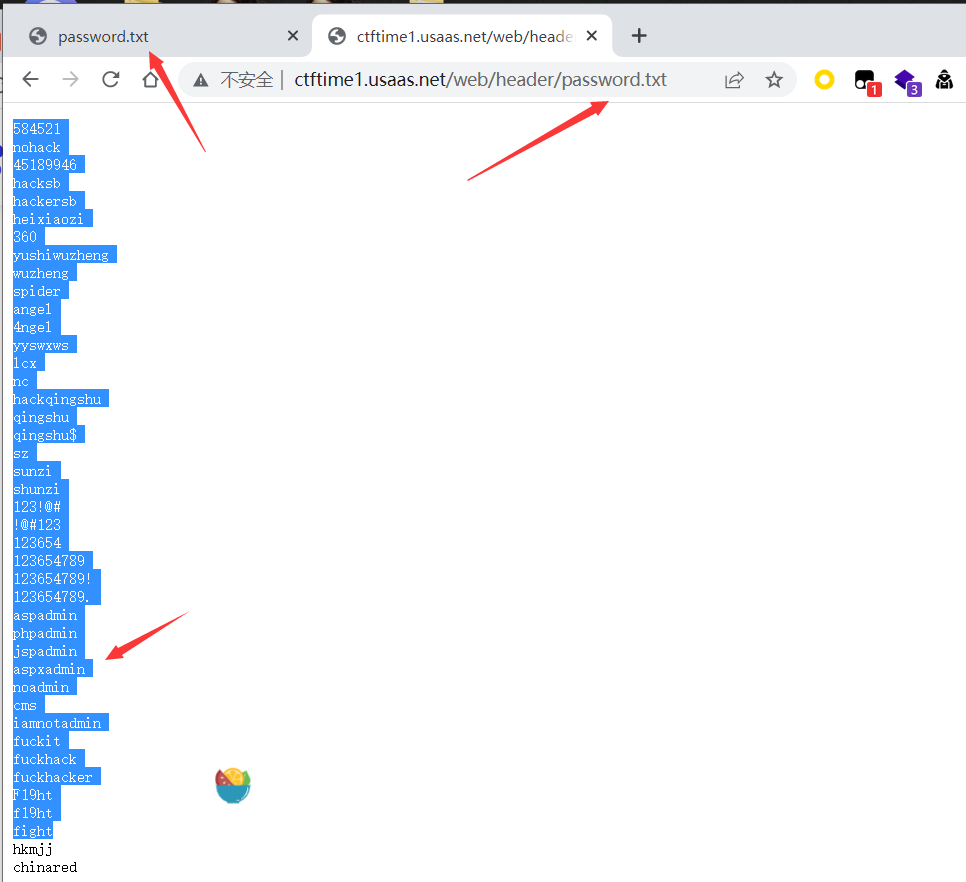 password.txt
ctftime1.usaas.net/web/heade
不安全 | ctftime1.usaas.net/web/header/password.txt
1
3
584521
nohack
45189946
hacksb
hackersb
heixiaozi
360
yushiwuzheng
wuzheng
spider
angel
4ngel
yyswxws
lcx
nc
hackqingshu
qingshu
qingshu$
sz
sunzi
shunzi
123!@#
!@#123
123654
123654789
123654789!
123654789.
aspadmin
phpadmin
jspadmin
aspxadmin
noadmin
cms
iamnotadmin
fuckit
fuckhack
fuckhacker
F19ht
f19ht
fight
hkmjj
chinared